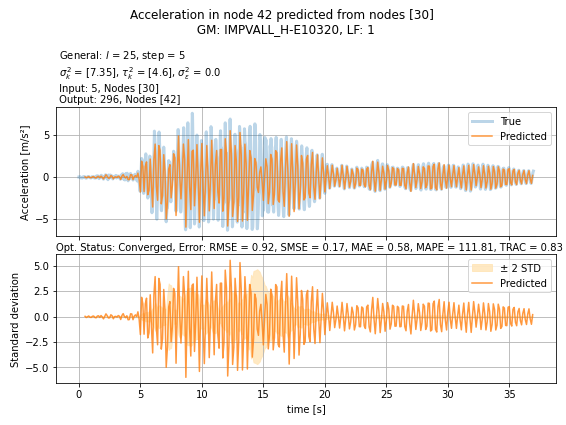 Acceleration in node 42 predicted from nodes [30]
GM: IMPVALL_H-E10320, LF: 1
General: l = 25, step = 5
σ²ₖ = [7.35], τ²ₖ = [4.6], σ²ε = 0.0
Input: 5, Nodes [30]
Output: 296, Nodes [42]
Acceleration [m/s²]
5
0
−5
True
Predicted
Opt. Status: Converged, Error: RMSE = 0.92, SMSE = 0.17, MAE = 0.58, MAPE = 111.81, TRAC = 0.83
Standard deviation
5.0
2.5
0.0
−2.5
−5.0
± 2 STD
Predicted
0 5 10 15 20 25 30 35
time [s]